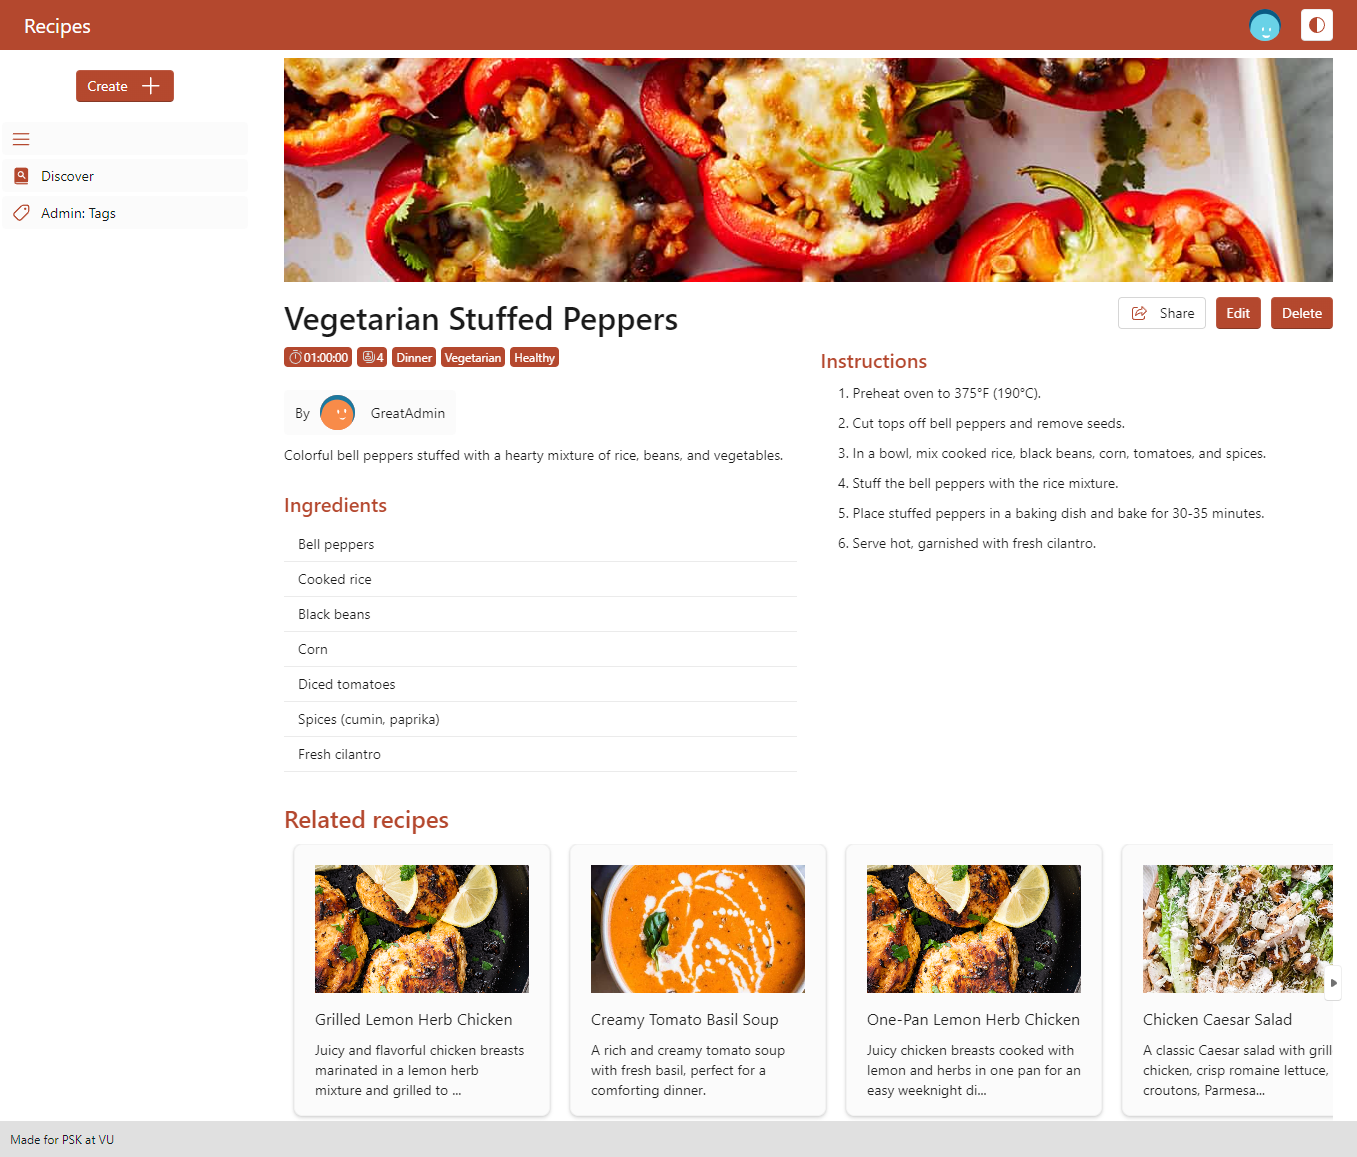 Recipes
Create
Discover
Admin: Tags
Vegetarian Stuffed Peppers
Share
Edit
Delete
01:00:00
4
Dinner
Vegetarian
Healthy
By
GreatAdmin
Colorful bell peppers stuffed with a hearty mixture of rice, beans, and vegetables.
Ingredients
Bell peppers
Cooked rice
Black beans
Corn
Diced tomatoes
Spices (cumin, paprika)
Fresh cilantro
Instructions
1. Preheat oven to 375°F (190°C).
2. Cut tops off bell peppers and remove seeds.
3. In a bowl, mix cooked rice, black beans, corn, tomatoes, and spices.
4. Stuff the bell peppers with the rice mixture.
5. Place stuffed peppers in a baking dish and bake for 30-35 minutes.
6. Serve hot, garnished with fresh cilantro.
Related recipes
Grilled Lemon Herb Chicken
Juicy and flavorful chicken breasts
marinated in a lemon herb
mixture and grilled to ...
Creamy Tomato Basil Soup
A rich and creamy tomato soup
with fresh basil, perfect for a
comforting dinner.
One-Pan Lemon Herb Chicken
Juicy chicken breasts cooked with
lemon and herbs in one pan for an
easy weeknight di...
Chicken Caesar Salad
A classic Caesar salad with grill
chicken, crisp romaine lettuce,
croutons, Parmesa...
Made for PSK at VU